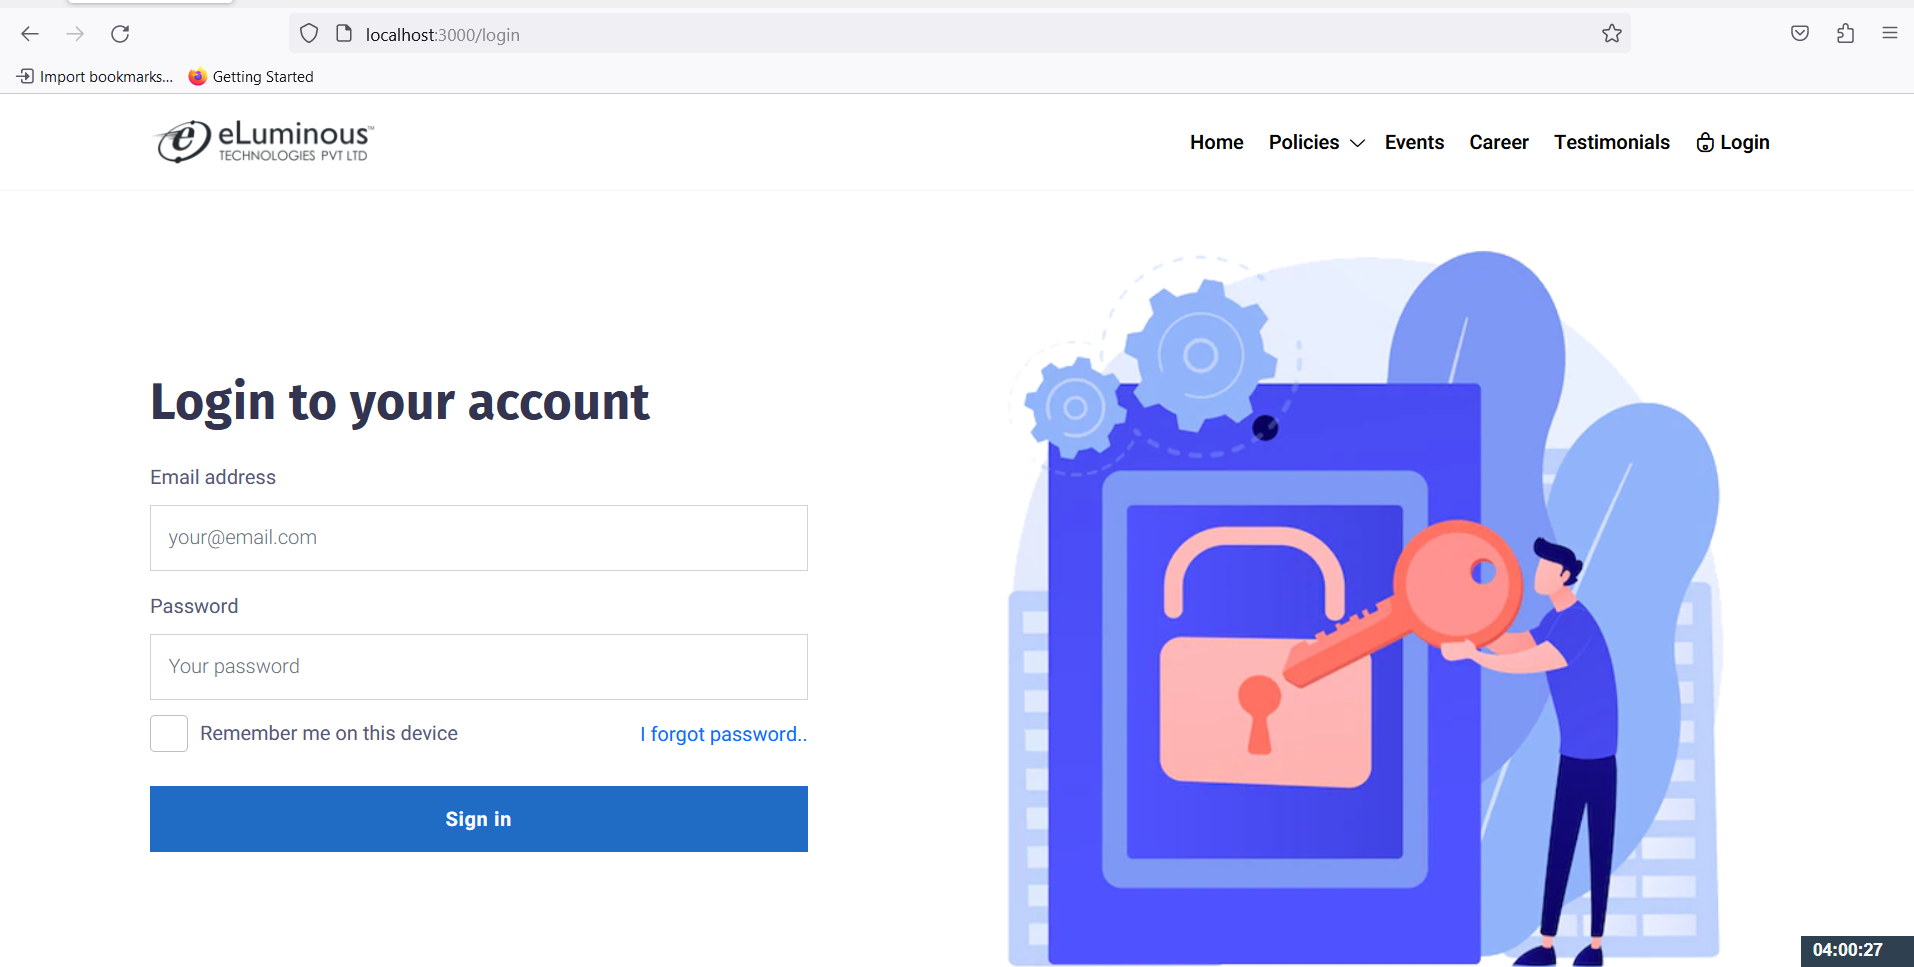 localhost:3000/login
Import bookmarks...
Getting Started
eLuminous™
TECHNOLOGIES PVT LTD
Home Policies Events Career Testimonials Login
Login to your account
Email address
your@email.com
Password
Your password
Remember me on this device
I forgot password..
Sign in
04:00:27